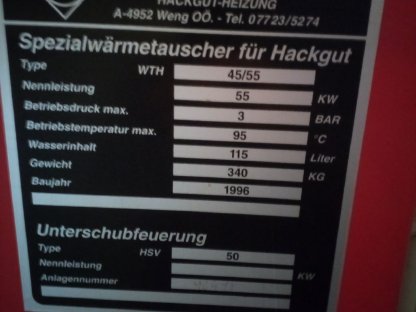 HACKGUT-HEIZUNG
A-4952 Weng OÖ. - Tel. 07723/5274
Spezialwärmetauscher für Hackgut
Type WTH 45/55
Nennleistung 55 KW
Betriebsdruck max. 3 BAR
Betriebstemperatur max. 95 °C
Wasserinhalt 115 Liter
Gewicht 340 KG
Baujahr 1996
Unterschubfeuerung
Type HSV 50
Nennleistung KW
Anlagennummer